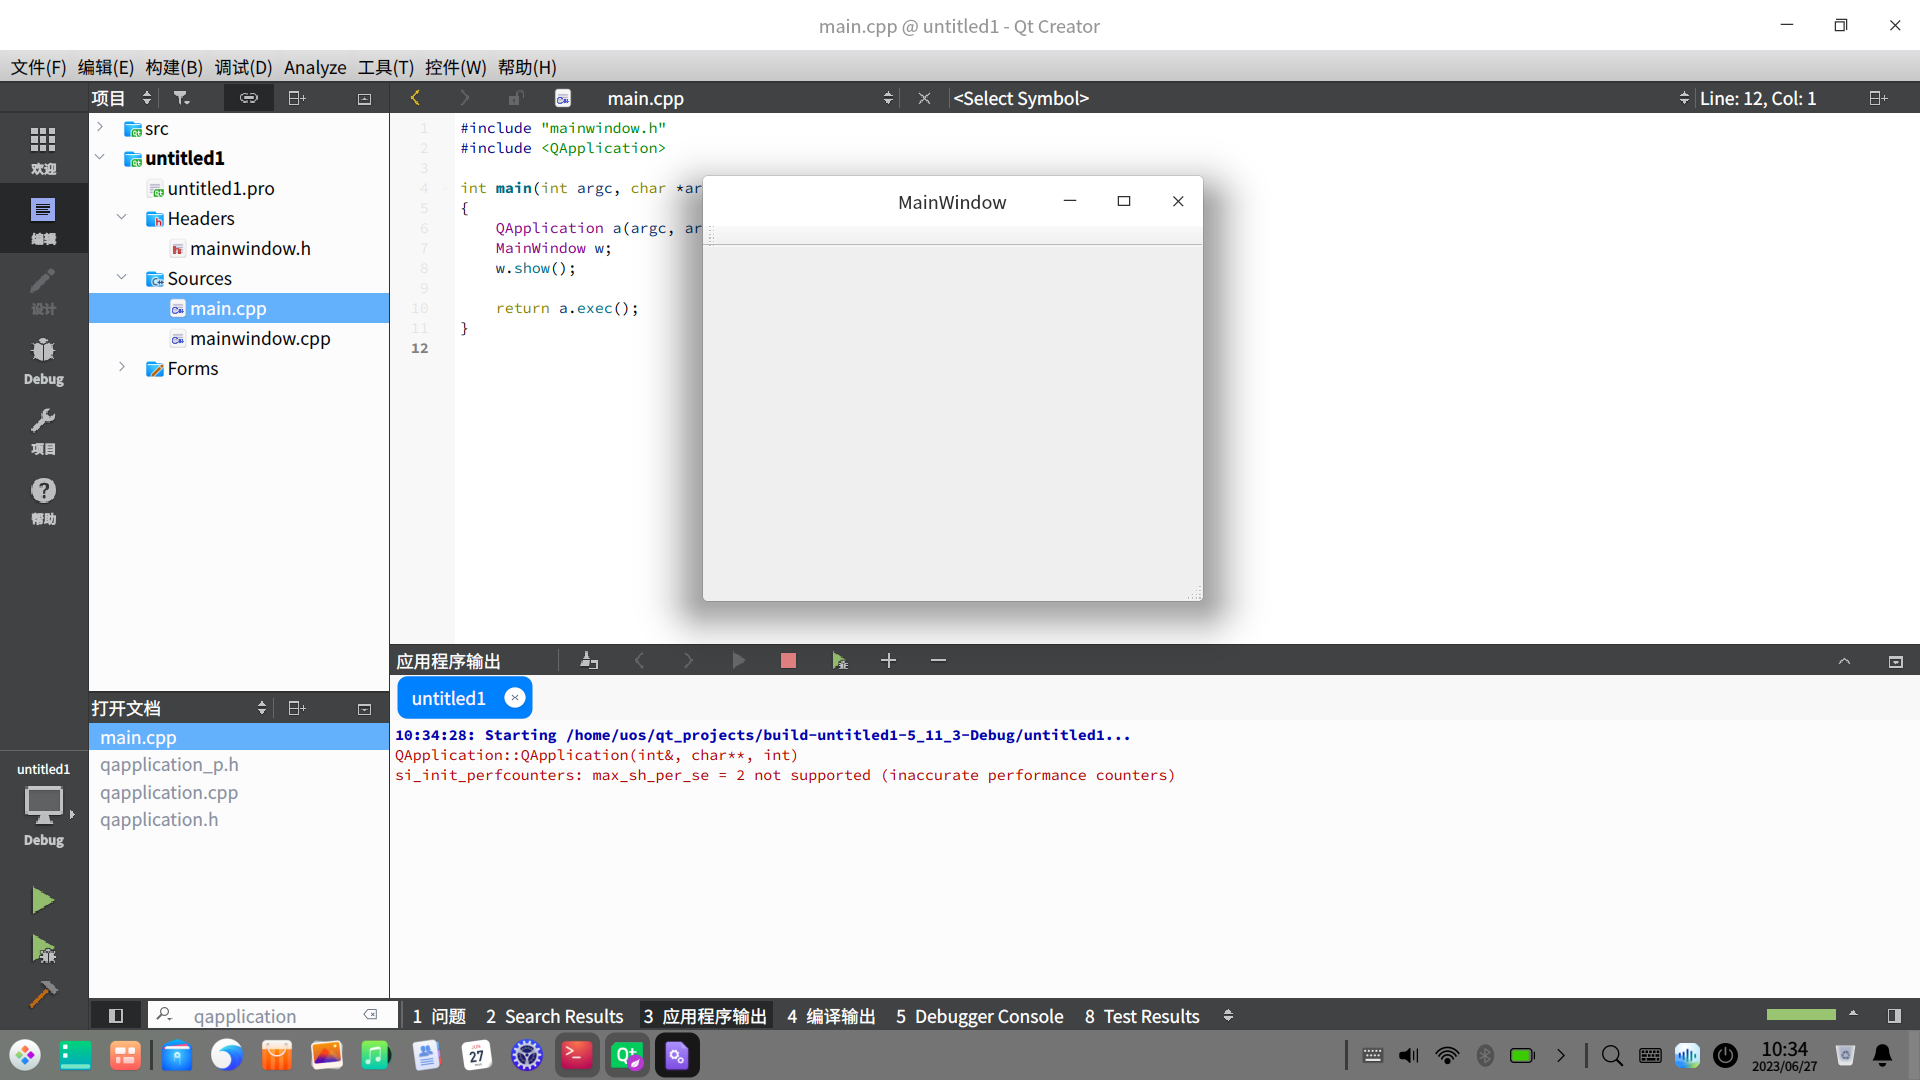 main.cpp @ untitled1 - Qt Creator
文件(F) 编辑(E) 构建(B) 调试(D) Analyze 工具(T) 控件(W) 帮助(H)
项目
main.cpp
<Select Symbol>
Line: 12, Col: 1
欢迎
编辑
设计
Debug
项目
帮助
src
untitled1
untitled1.pro
Headers
mainwindow.h
Sources
main.cpp
mainwindow.cpp
Forms
1 #include "mainwindow.h"
2 #include <QApplication>
3
4 int main(int argc, char *ar
5 {
6 QApplication a(argc, ar
7 MainWindow w;
8 w.show();
9
10 return a.exec();
11 }
12
MainWindow
打开文档
main.cpp
qapplication_p.h
qapplication.cpp
qapplication.h
untitled1
Debug
应用程序输出
untitled1
10:34:28: Starting /home/uos/qt_projects/build-untitled1-5_11_3-Debug/untitled1...
QApplication::QApplication(int&, char**, int)
si_init_perfcounters: max_sh_per_se = 2 not supported (inaccurate performance counters)
qapplication
1 问题 2 Search Results 3 应用程序输出 4 编译输出 5 Debugger Console 8 Test Results
JUN
27
Qt
10:34
2023/06/27